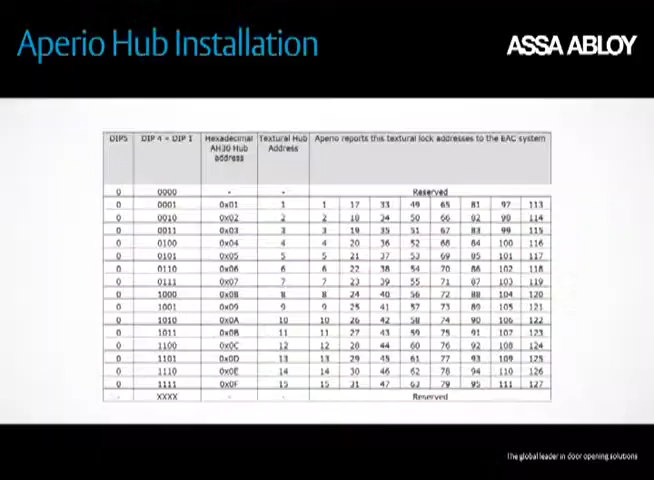 Aperio Hub Installation
ASSA ABLOY
DIP5 DIP 4 - DIP 1 Hexadecimal AH30 Hub address Textural Hub Address Aperio reports this textural lock addresses to the EAC system
0 0000 - - Reserved
0 0001 0x01 1 1 17 33 49 65 81 97 113
0 0010 0x02 2 2 18 34 50 66 82 98 114
0 0011 0x03 3 3 19 35 51 67 83 99 115
0 0100 0x04 4 4 20 36 52 68 84 100 116
0 0101 0x05 5 5 21 37 53 69 85 101 117
0 0110 0x06 6 6 22 38 54 70 86 102 118
0 0111 0x07 7 7 23 39 55 71 87 103 119
0 1000 0x08 8 8 24 40 56 72 88 104 120
0 1001 0x09 9 9 25 41 57 73 89 105 121
0 1010 0x0A 10 10 26 42 58 74 90 106 122
0 1011 0x0B 11 11 27 43 59 75 91 107 123
0 1100 0x0C 12 12 28 44 60 76 92 108 124
0 1101 0x0D 13 13 29 45 61 77 93 109 125
0 1110 0x0E 14 14 30 46 62 78 94 110 126
0 1111 0x0F 15 15 31 47 63 79 95 111 127
- XXXX - - Reserved
The global leader in door opening solutions